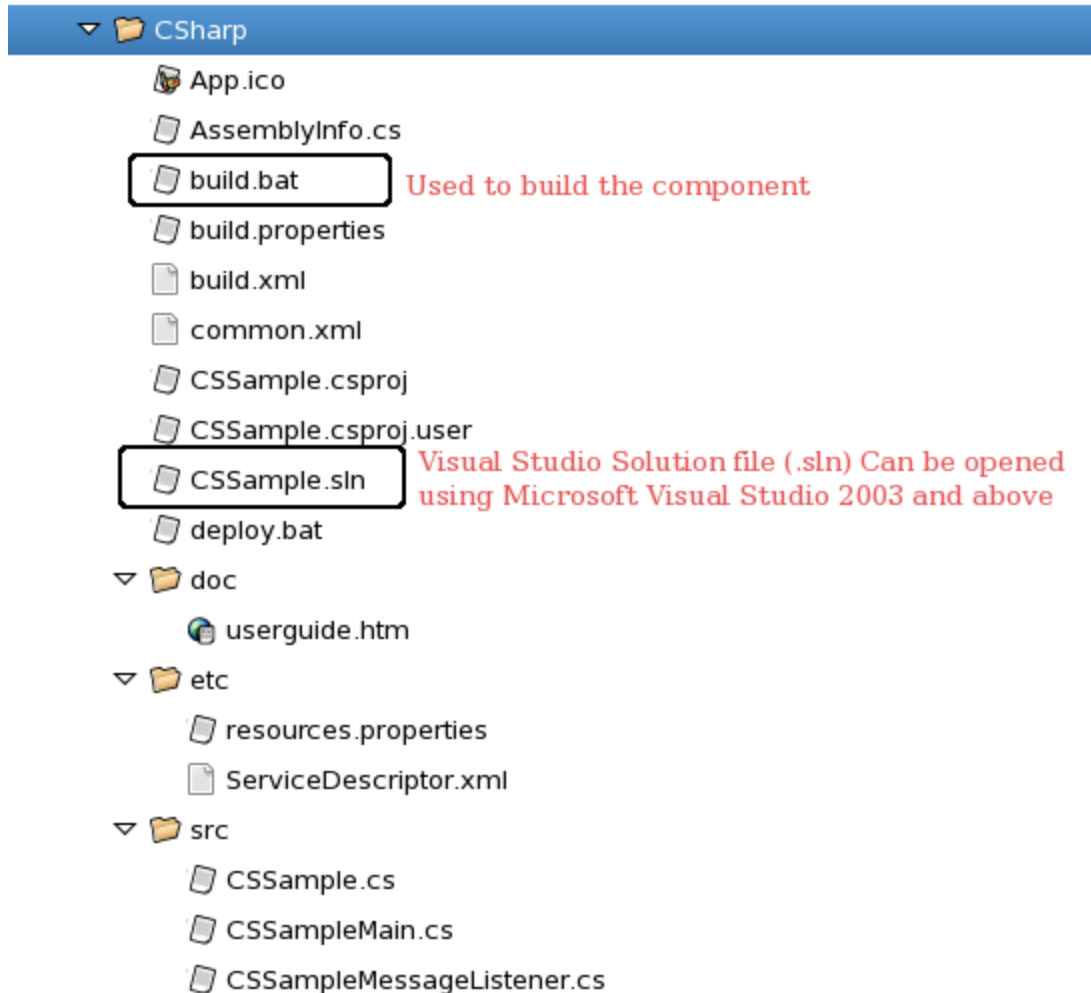 CSharp
App.ico
AssemblyInfo.cs
build.bat Used to build the component
build.properties
build.xml
common.xml
CSSample.csproj
CSSample.csproj.user
CSSample.sln Visual Studio Solution file (.sln) Can be opened
using Microsoft Visual Studio 2003 and above
deploy.bat
doc
userguide.htm
etc
resources.properties
ServiceDescriptor.xml
src
CSSample.cs
CSSampleMain.cs
CSSampleMessageListener.cs